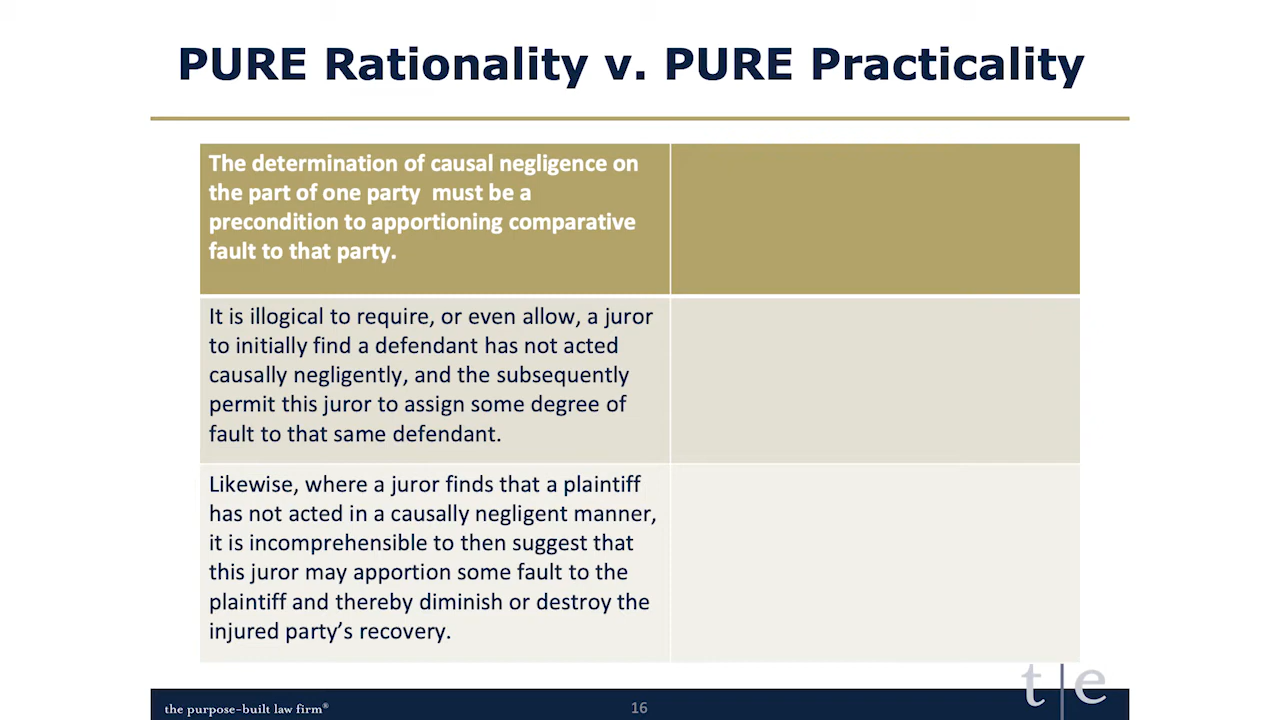 PURE Rationality v. PURE Practicality
The determination of causal negligence on
the part of one party must be a
precondition to apportioning comparative
fault to that party.
It is illogical to require, or even allow, a juror
to initially find a defendant has not acted
causally negligently, and the subsequently
permit this juror to assign some degree of
fault to that same defendant.
Likewise, where a juror finds that a plaintiff
has not acted in a causally negligent manner,
it is incomprehensible to then suggest that
this juror may apportion some fault to the
plaintiff and thereby diminish or destroy the
injured party’s recovery.
t|e
the purpose-built law firm®
16